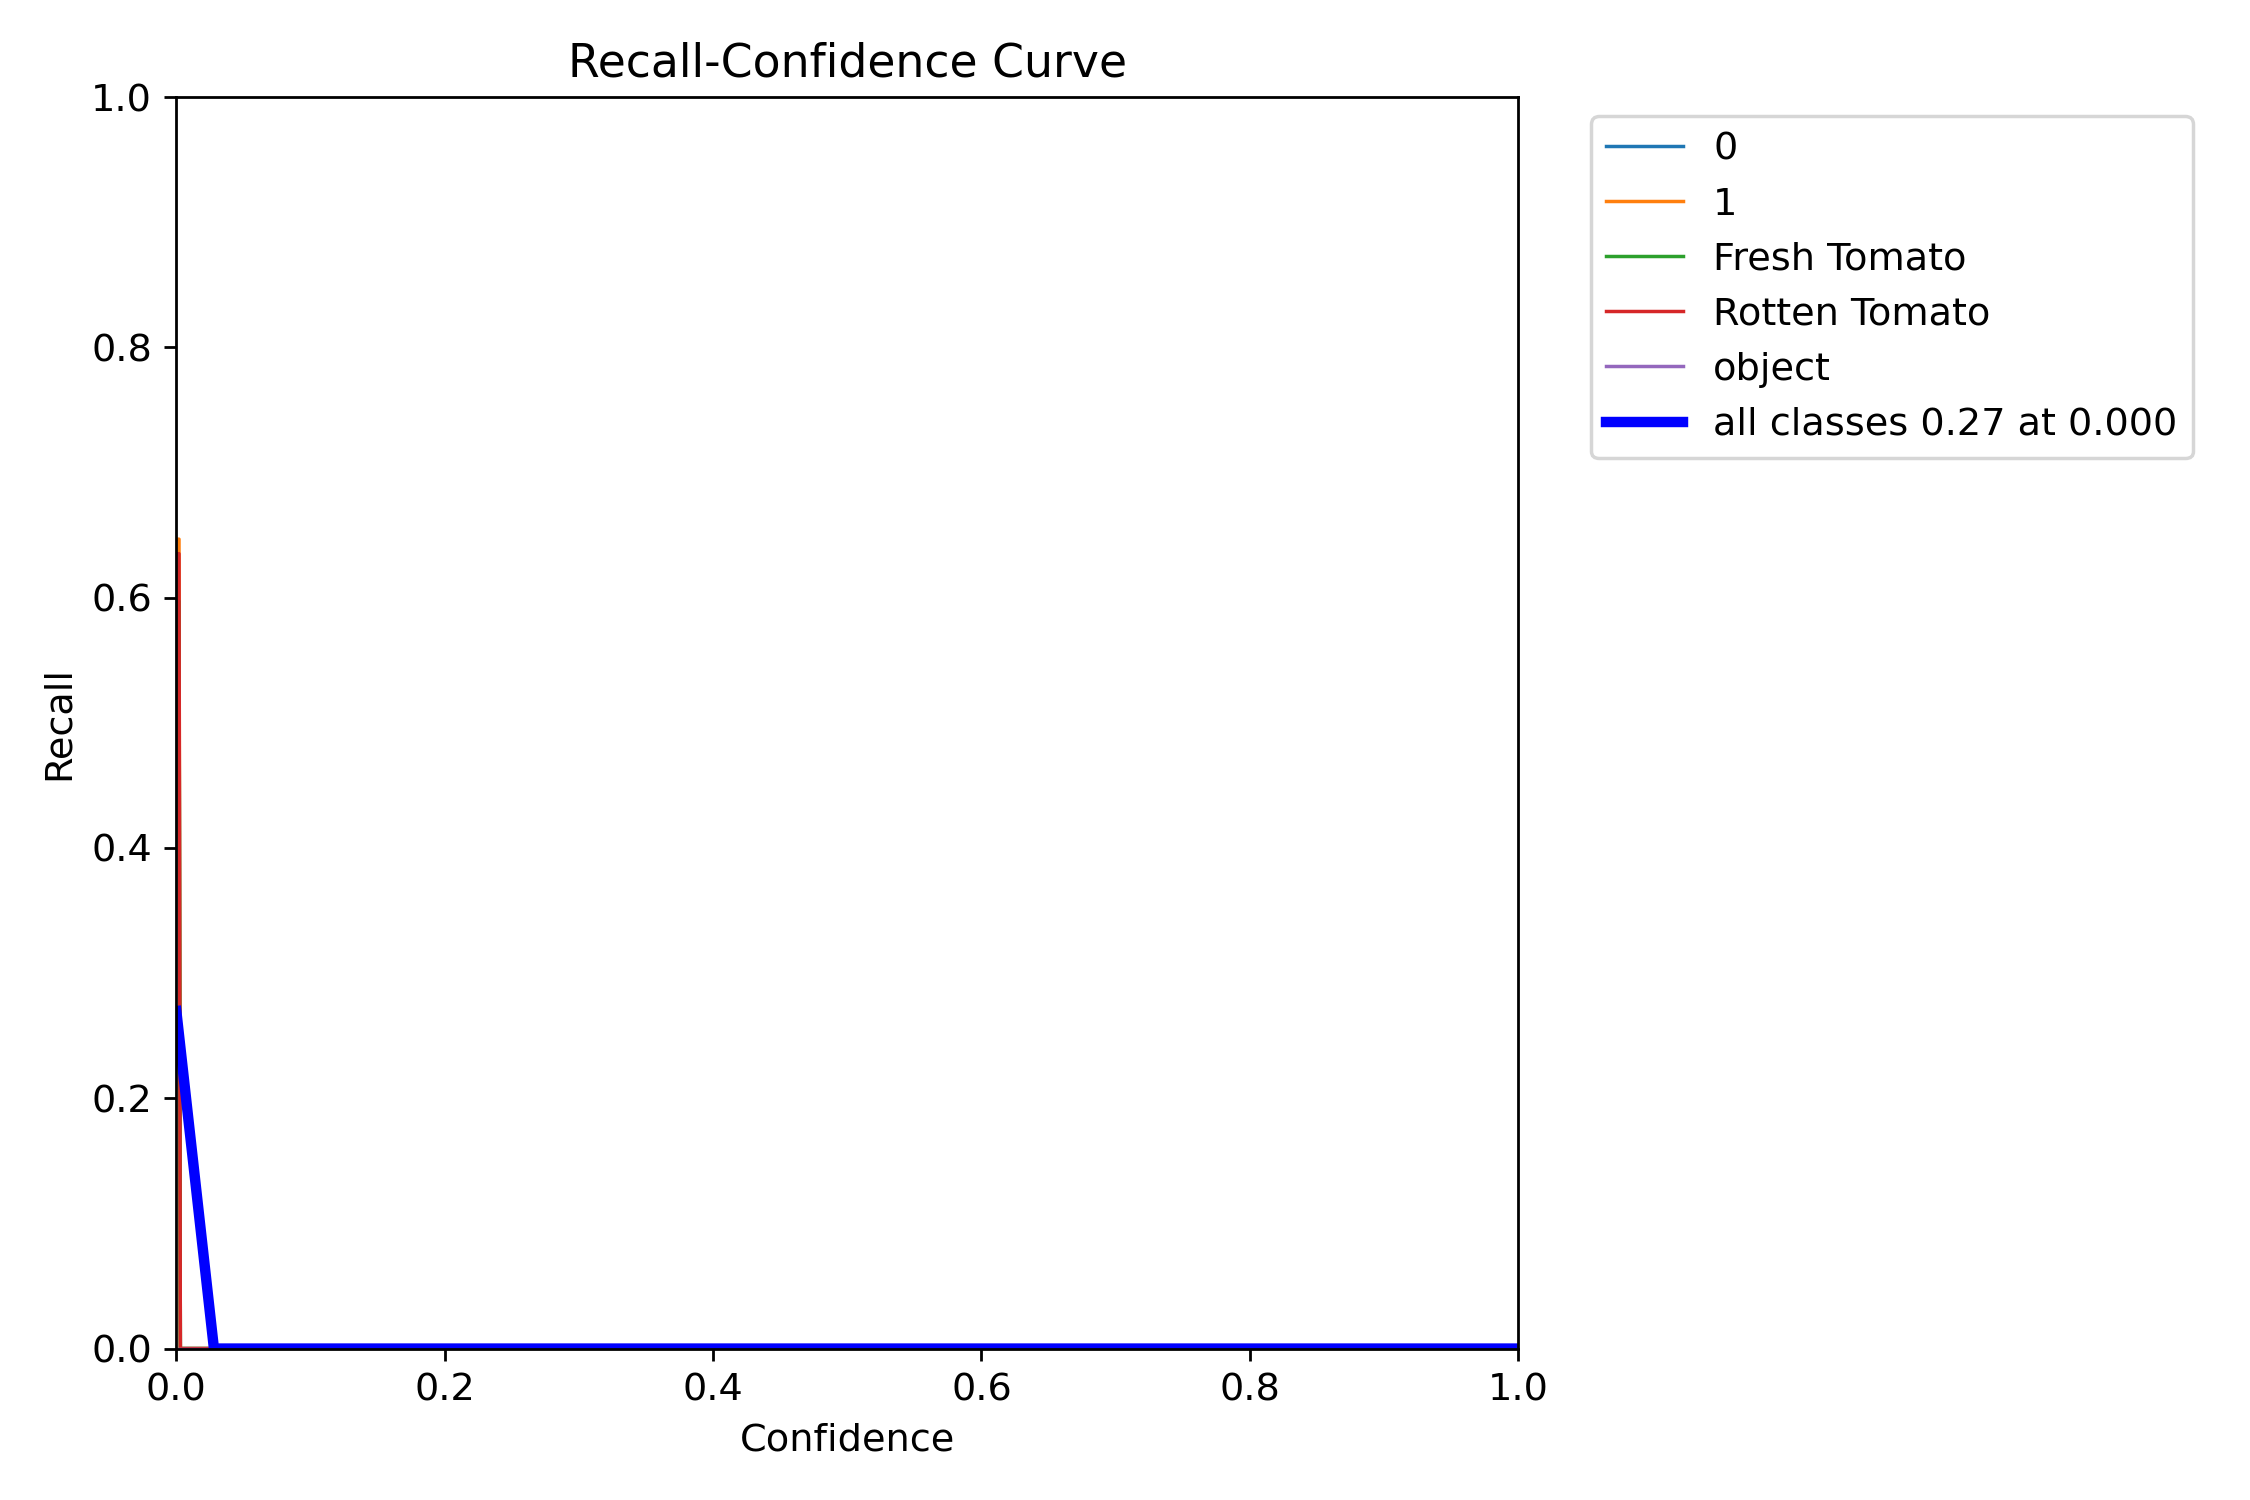 Recall-Confidence Curve
1.0
0.8
0.6
0.4
0.2
0.0
Recall
0.0 0.2 0.4 0.6 0.8 1.0
Confidence
0
1
Fresh Tomato
Rotten Tomato
object
all classes 0.27 at 0.000